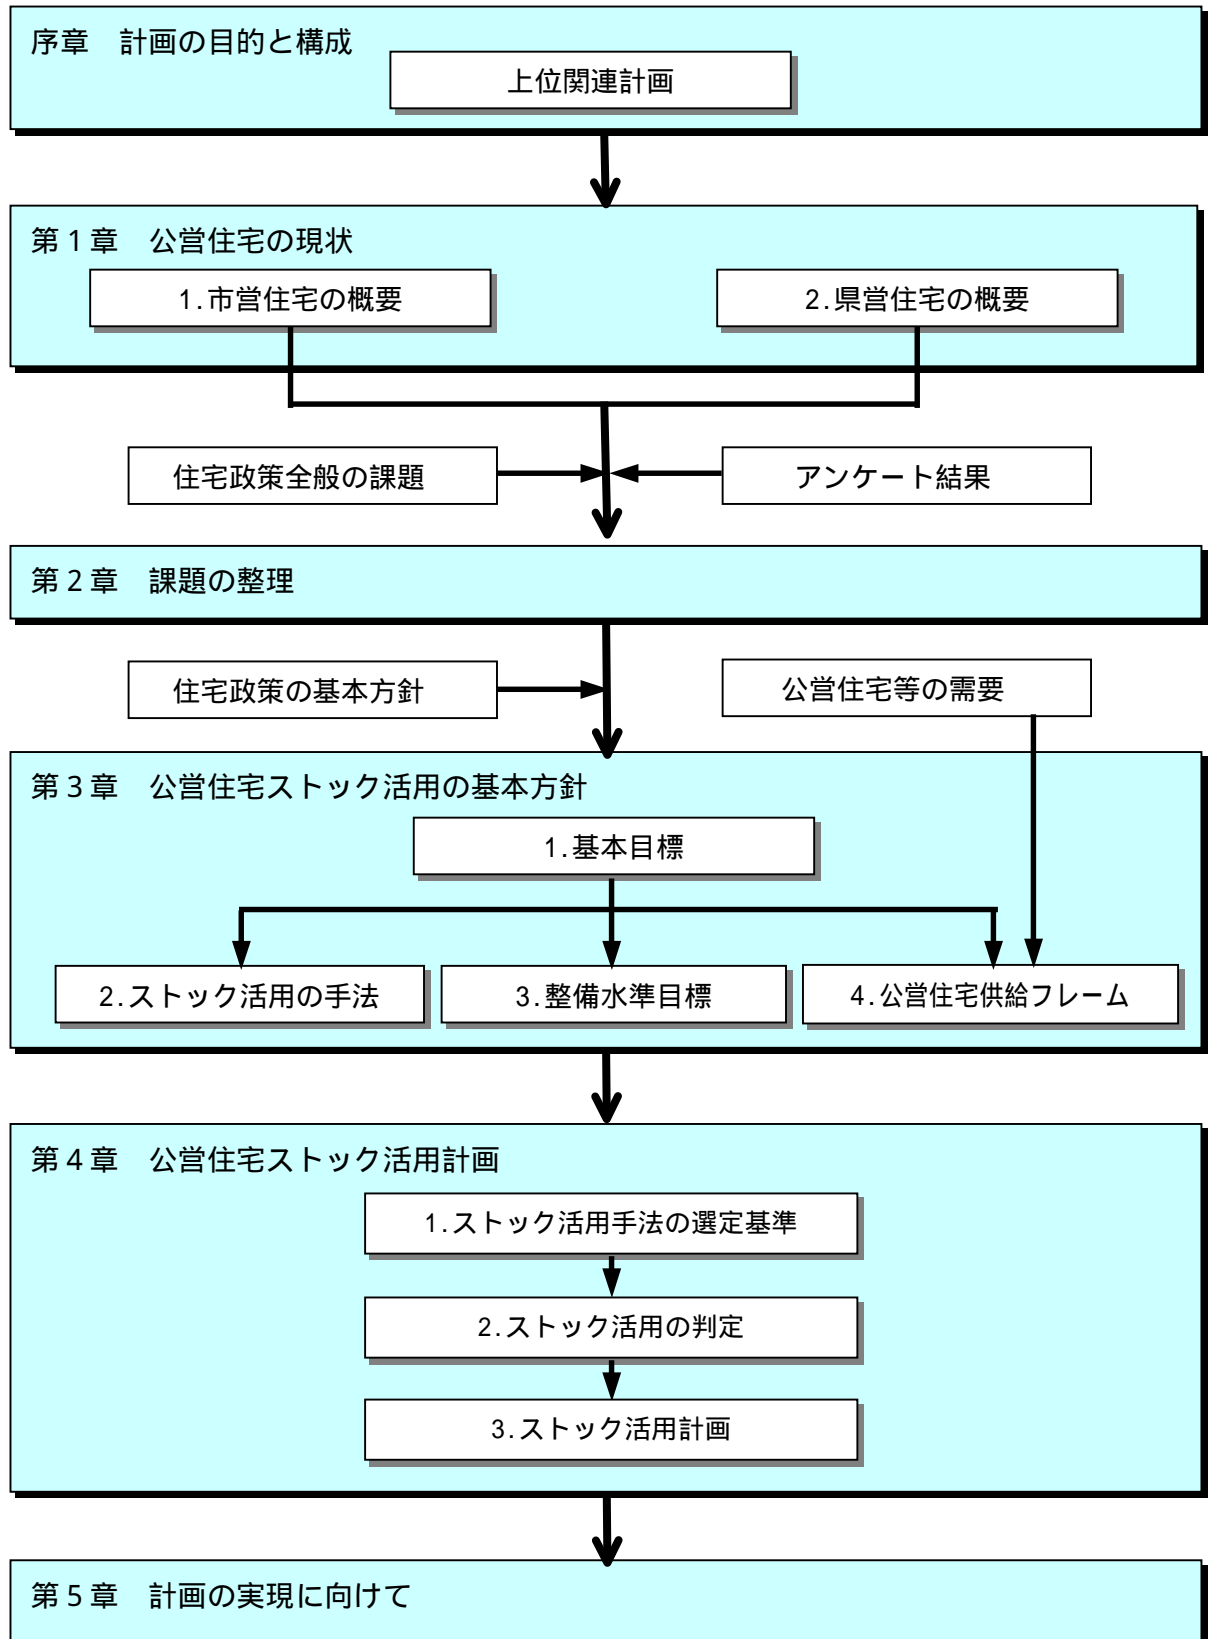 序章　計画の目的と構成
上位関連計画
第1章　公営住宅の現状
1.市営住宅の概要
2.県営住宅の概要
住宅政策全般の課題
アンケート結果
第2章　課題の整理
住宅政策の基本方針
公営住宅等の需要
第3章　公営住宅ストック活用の基本方針
1.基本目標
2.ストック活用の手法
3.整備水準目標
4.公営住宅供給フレーム
第4章　公営住宅ストック活用計画
1.ストック活用手法の選定基準
2.ストック活用の判定
3.ストック活用計画
第5章　計画の実現に向けて